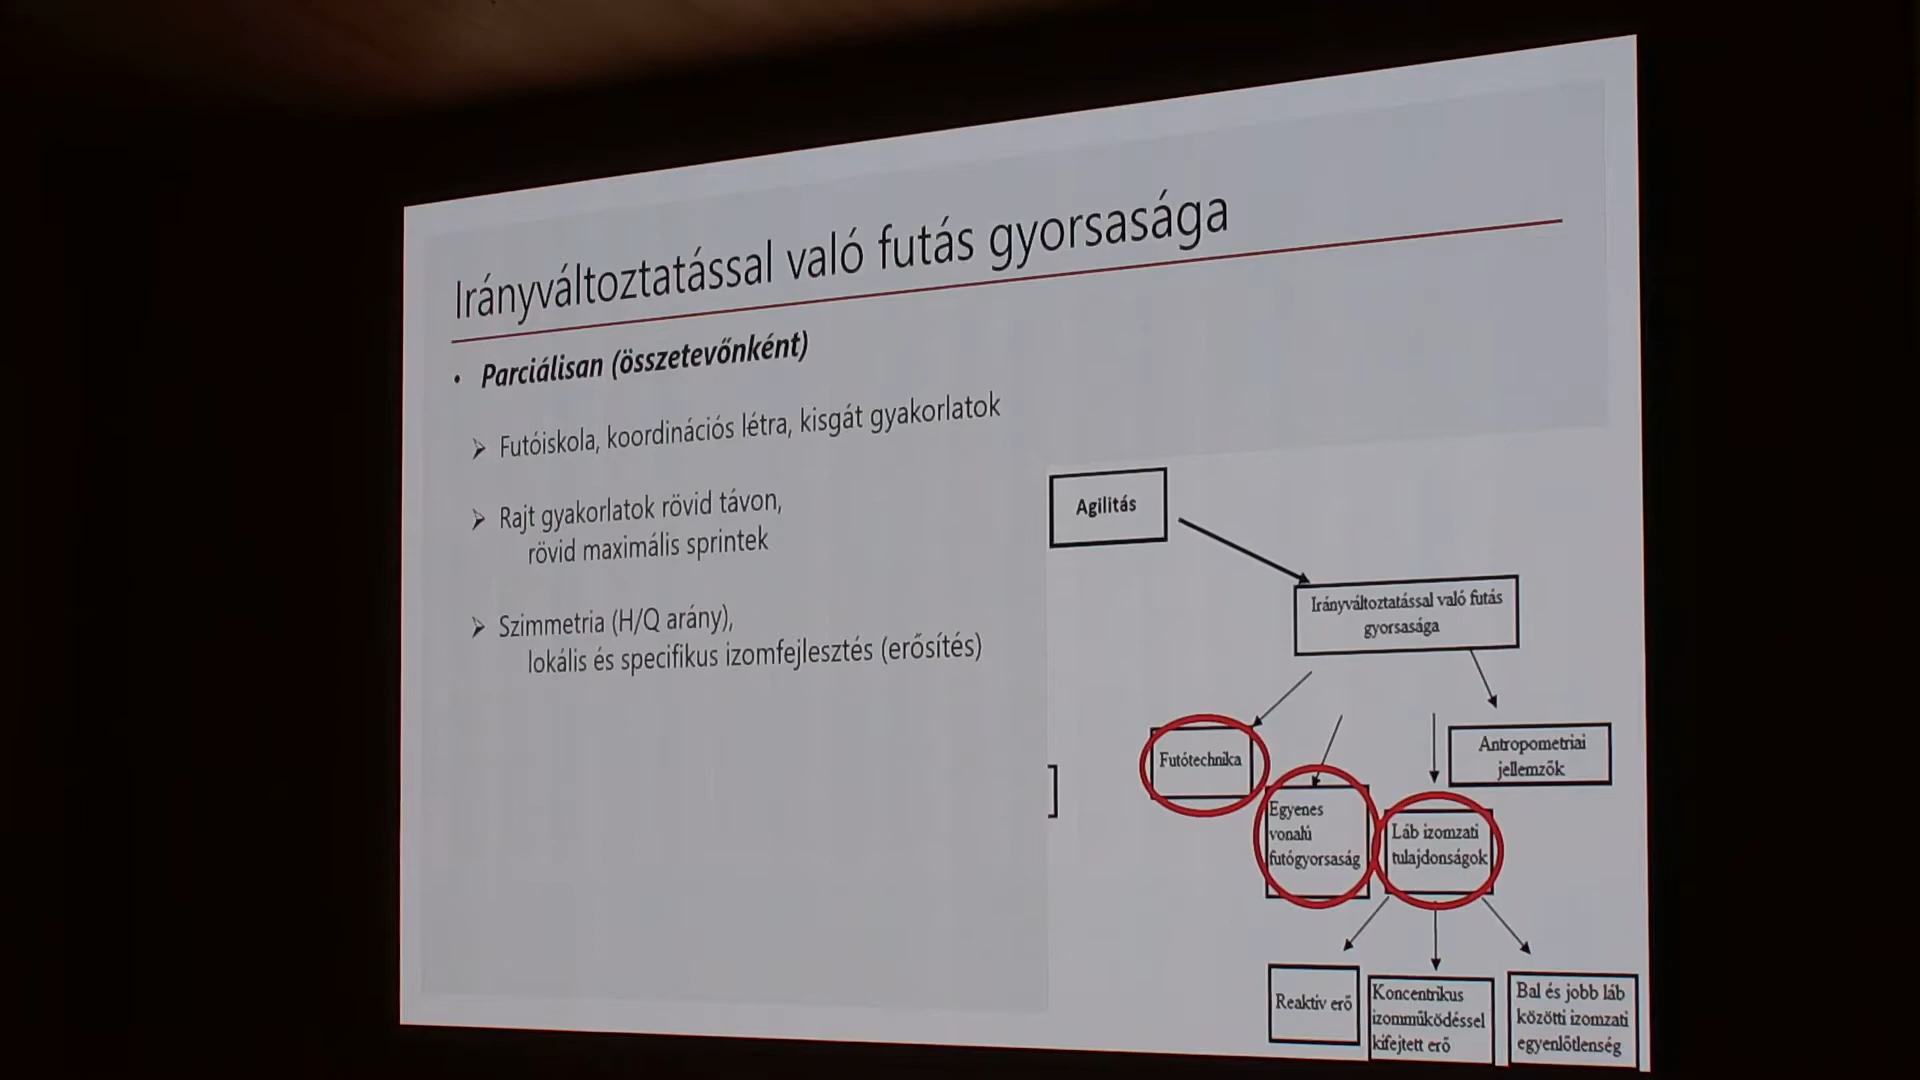 Irányváltoztatással való futás gyorsasága
• Parciálisan (összetevőnként)
➢ Futóiskola, koordinációs létra, kisgát gyakorlatok
➢ Rajt gyakorlatok rövid távon,
rövid maximális sprintek
➢ Szimmetria (H/Q arány),
lokális és specifikus izomfejlesztés (erősítés)
Agilitás
Irányváltoztatással való futás
gyorsasága
Futótechnika
Egyenes
vonalú
futógyorsaság
Láb izomzati
tulajdonságok
Antropometriai
jellemzők
]
Reaktív erő
Koncentrikus
izomműködéssel
kifejtett erő
Bal és jobb láb
közötti izomzati
egyenlőtlenség